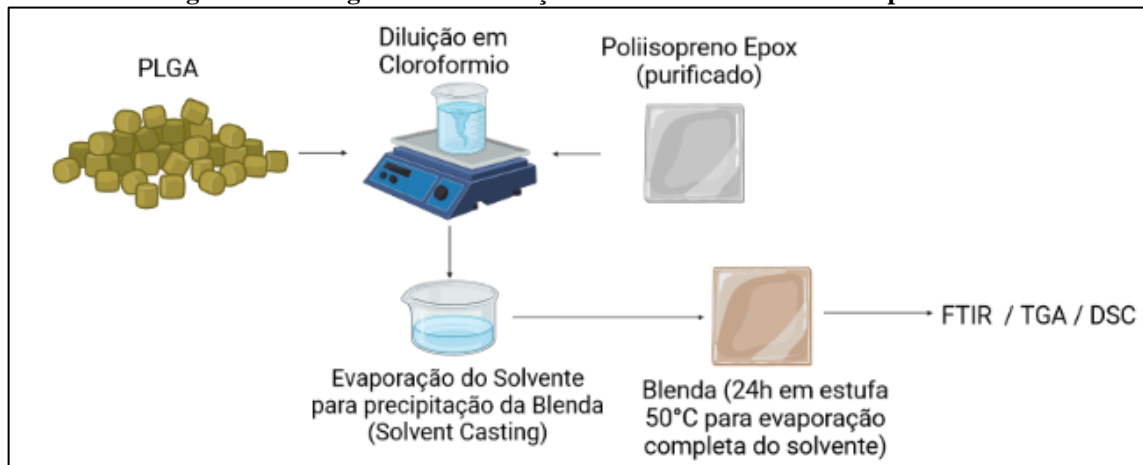 PLGA
Diluição em
Cloroformio
Poliisopreno Epox
(purificado)
Evaporação do Solvente
para precipitação da Blenda
(Solvent Casting)
Blenda (24h em estufa
50°C para evaporação
completa do solvente)
FTIR / TGA / DSC